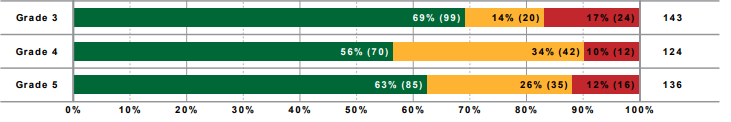 Grade 3 69% (99) 14% (20) 17% (24) 143
Grade 4 56% (70) 34% (42) 10% (12) 124
Grade 5 63% (85) 26% (35) 12% (16) 136
0% 10% 20% 30% 40% 50% 60% 70% 80% 90% 100%